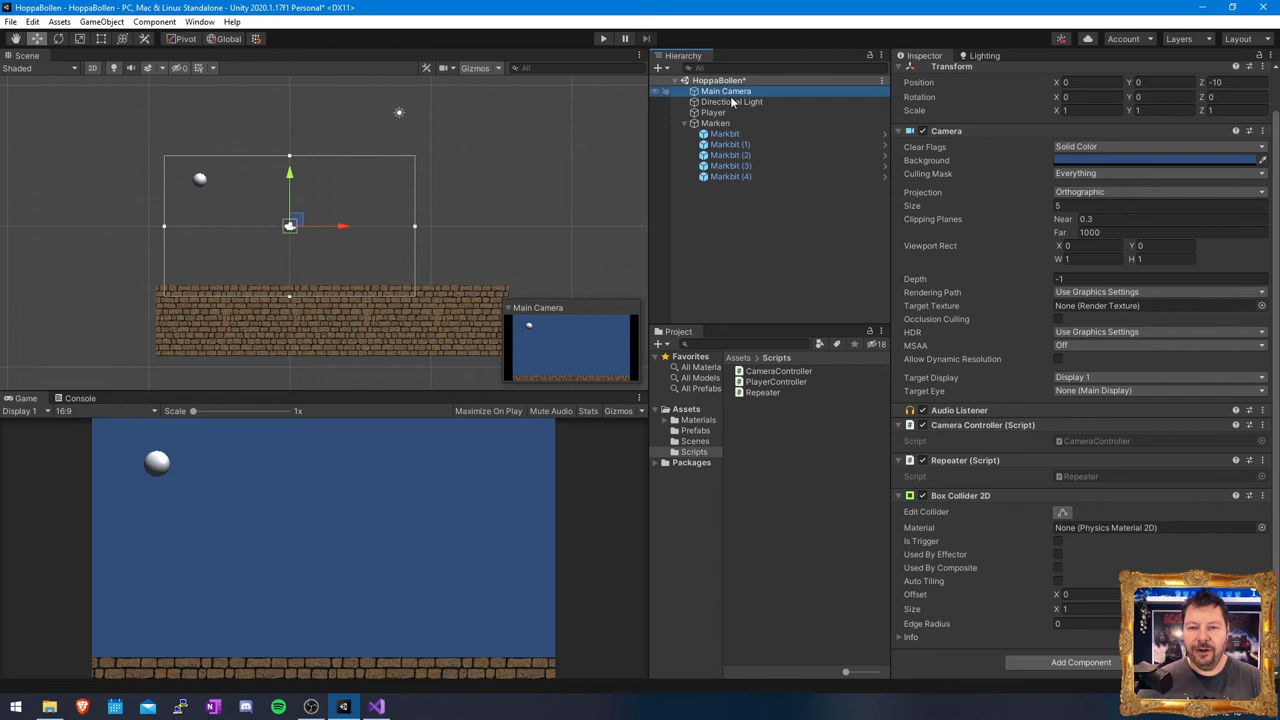 HoppaBollen - HoppaBollen - PC, Mac & Linux Standalone - Unity 2020.1.17f1 Personal* <DX11>
File Edit Assets GameObject Component Window Help
Pivot Global Account Layers Layout
Scene
Shaded 2D 0 Gizmos All
Main Camera
Game Console
Display 1 16:9 Scale 1x Maximize On Play Mute Audio Stats Gizmos
Hierarchy
All
HoppaBollen*
Main Camera
Directional Light
Player
Marken
Markbit
Markbit (1)
Markbit (2)
Markbit (3)
Markbit (4)
Project
18
Favorites
All Materia
All Models
All Prefabs
Assets
Materials
Prefabs
Scenes
Scripts
Packages
Assets Scripts
CameraController
PlayerController
Repeater
Inspector Lighting
Transform
Position X 0 Y 0 Z -10
Rotation X 0 Y 0 Z 0
Scale X 1 Y 1 Z 1
Camera
Clear Flags Solid Color
Background
Culling Mask Everything
Projection Orthographic
Size 5
Clipping Planes Near 0.3
Far 1000
Viewport Rect X 0 Y 0
W 1 H 1
Depth -1
Rendering Path Use Graphics Settings
Target Texture None (Render Texture)
Occlusion Culling
HDR Use Graphics Settings
MSAA Off
Allow Dynamic Resolution
Target Display Display 1
Target Eye None (Main Display)
Audio Listener
Camera Controller (Script)
Script CameraController
Repeater (Script)
Script Repeater
Box Collider 2D
Edit Collider
Material None (Physics Material 2D)
Is Trigger
Used By Effector
Used By Composite
Auto Tiling
Offset X 0
Size X 1
Edge Radius 0
Info
Add Component